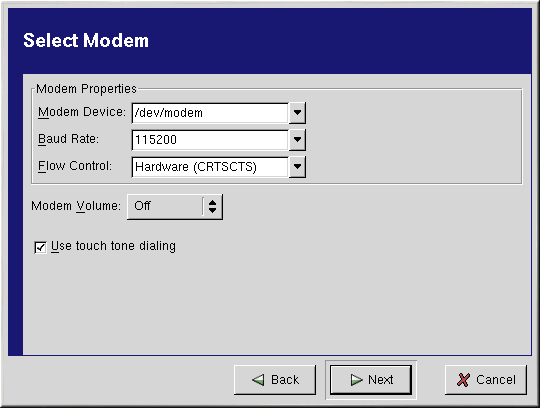 Select Modem
Modem Properties
Modem Device: /dev/modem
Baud Rate: 115200
Flow Control: Hardware (CRTSCTS)
Modem Volume: Off
Use touch tone dialing
Back Next Cancel